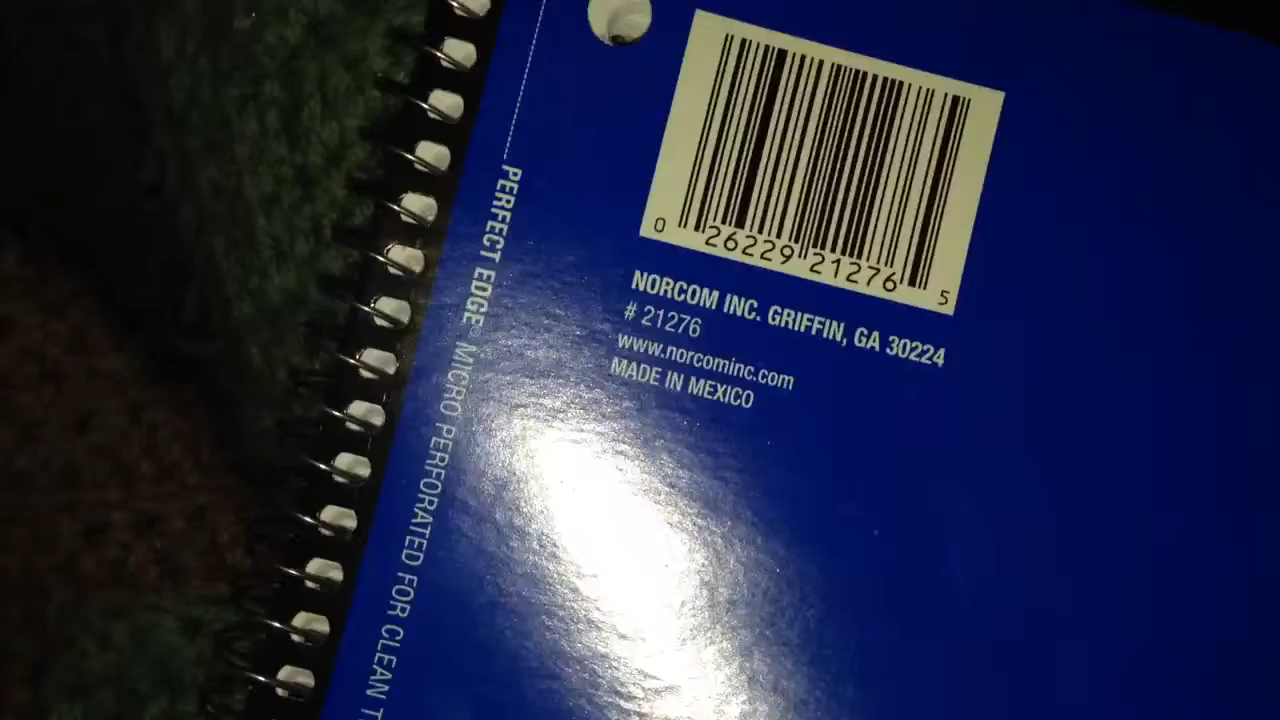 0 26229 21276 5
NORCOM INC. GRIFFIN, GA 30224
# 21276
www.norcominc.com
MADE IN MEXICO
PERFECT EDGE® MICRO PERFORATED FOR CLEAN T